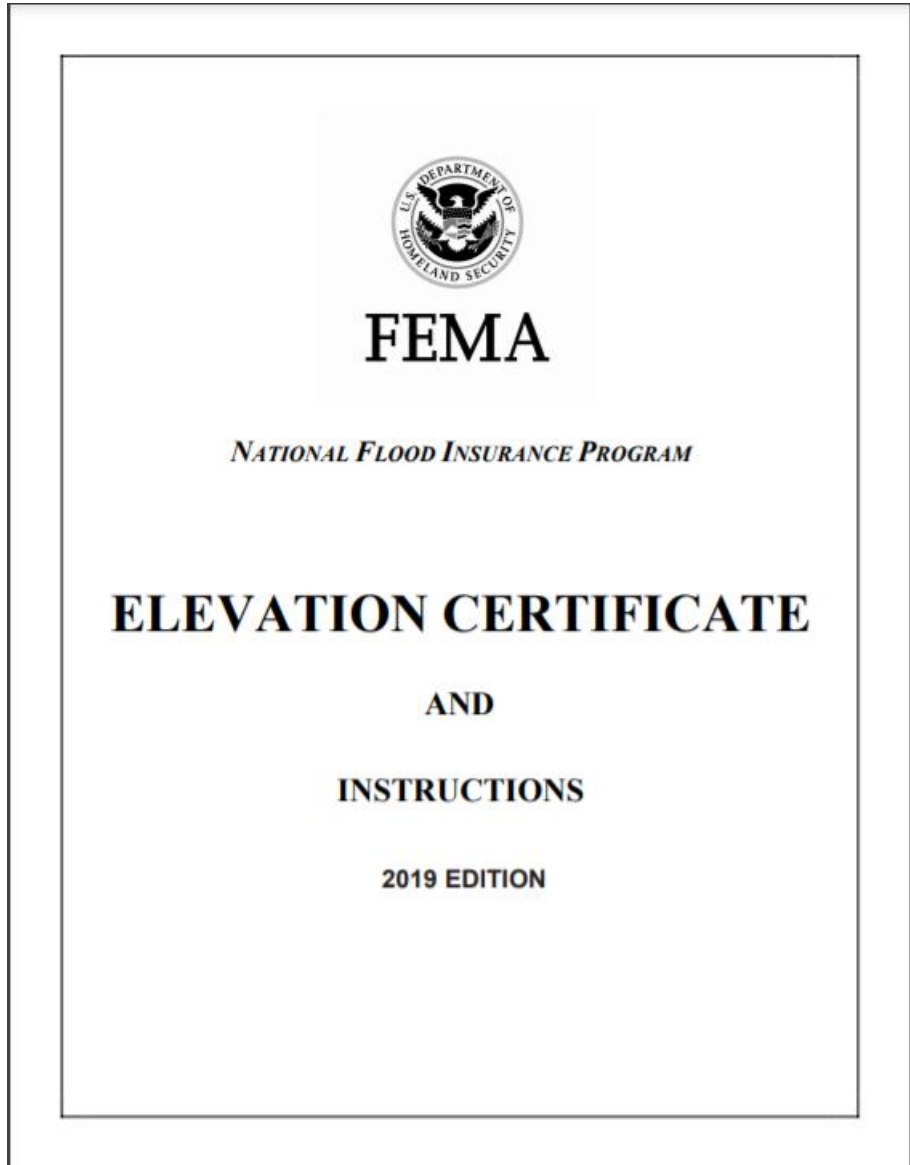 U.S. DEPARTMENT OF
HOMELAND SECURITY
FEMA
NATIONAL FLOOD INSURANCE PROGRAM
ELEVATION CERTIFICATE
AND
INSTRUCTIONS
2019 EDITION